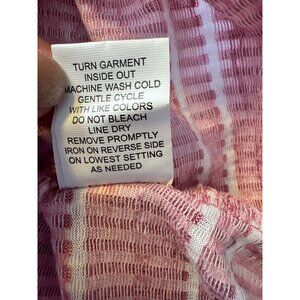 TURN GARMENT
INSIDE OUT
MACHINE WASH COLD
GENTLE CYCLE
WITH LIKE COLORS
DO NOT BLEACH
LINE DRY
REMOVE PROMPTLY
IRON ON REVERSE SIDE
ON LOWEST SETTING
AS NEEDED